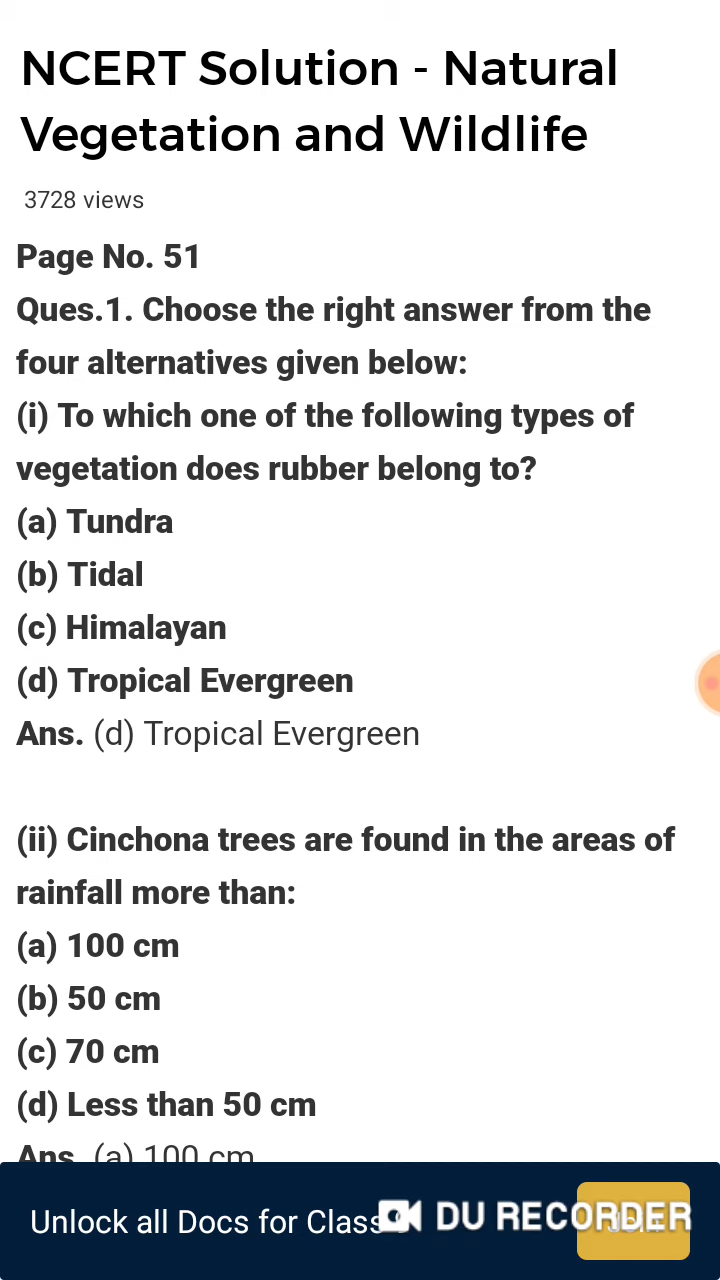 NCERT Solution - Natural
Vegetation and Wildlife
3728 views
Page No. 51
Ques.1. Choose the right answer from the
four alternatives given below:
(i) To which one of the following types of
vegetation does rubber belong to?
(a) Tundra
(b) Tidal
(c) Himalayan
(d) Tropical Evergreen
Ans. (d) Tropical Evergreen
(ii) Cinchona trees are found in the areas of
rainfall more than:
(a) 100 cm
(b) 50 cm
(c) 70 cm
(d) Less than 50 cm
Ans. (a) 100 cm
Unlock all Docs for Class DU RECORDER